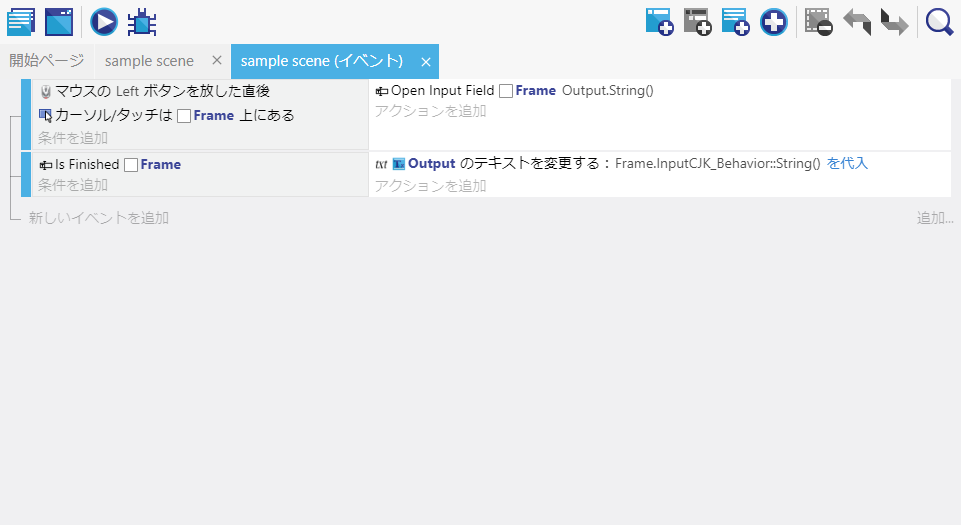 開始ページ sample scene × sample scene (イベント) ×
マウスの Left ボタンを放した直後
カーソル/タッチは Frame 上にある
条件を追加
Open Input Field Frame Output.String()
アクションを追加
Is Finished Frame
条件を追加
txt Output のテキストを変更する : Frame.InputCJK_Behavior::String() を代入
アクションを追加
新しいイベントを追加
追加...